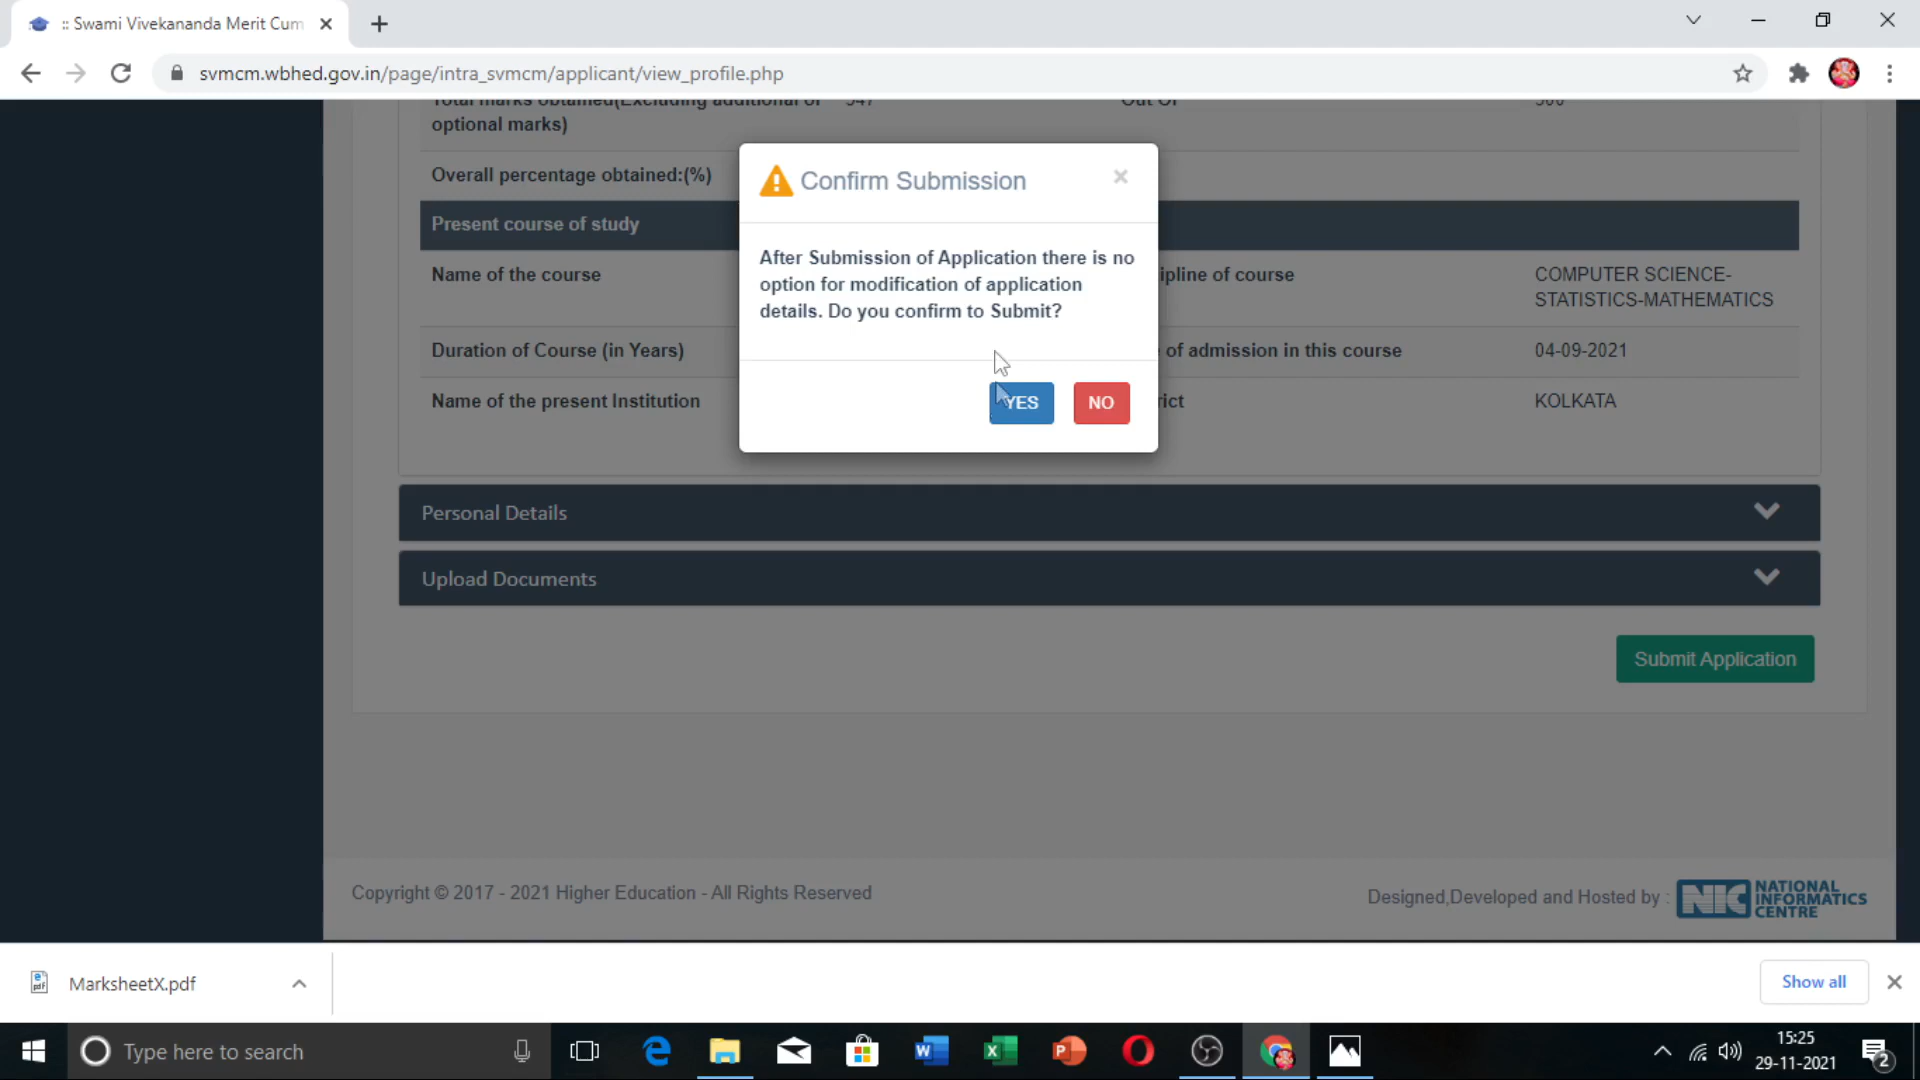 :: Swami Vivekananda Merit Cum
svmcm.wbhed.gov.in/page/intra_svmcm/applicant/view_profile.php
Total marks obtained(Excluding additional or optional marks)
Out Of
Overall percentage obtained:(%)
Confirm Submission
×
After Submission of Application there is no
option for modification of application
details. Do you confirm to Submit?
YES
NO
Present course of study
Name of the course
ipline of course
COMPUTER SCIENCE-
STATISTICS-MATHEMATICS
Duration of Course (in Years)
of admission in this course
04-09-2021
Name of the present Institution
rict
KOLKATA
Personal Details
Upload Documents
Submit Application
Copyright © 2017 - 2021 Higher Education - All Rights Reserved
Designed,Developed and Hosted by :
NIC
NATIONAL
INFORMATICS
CENTRE
MarksheetX.pdf
Show all
Type here to search
15:25
29-11-2021
2